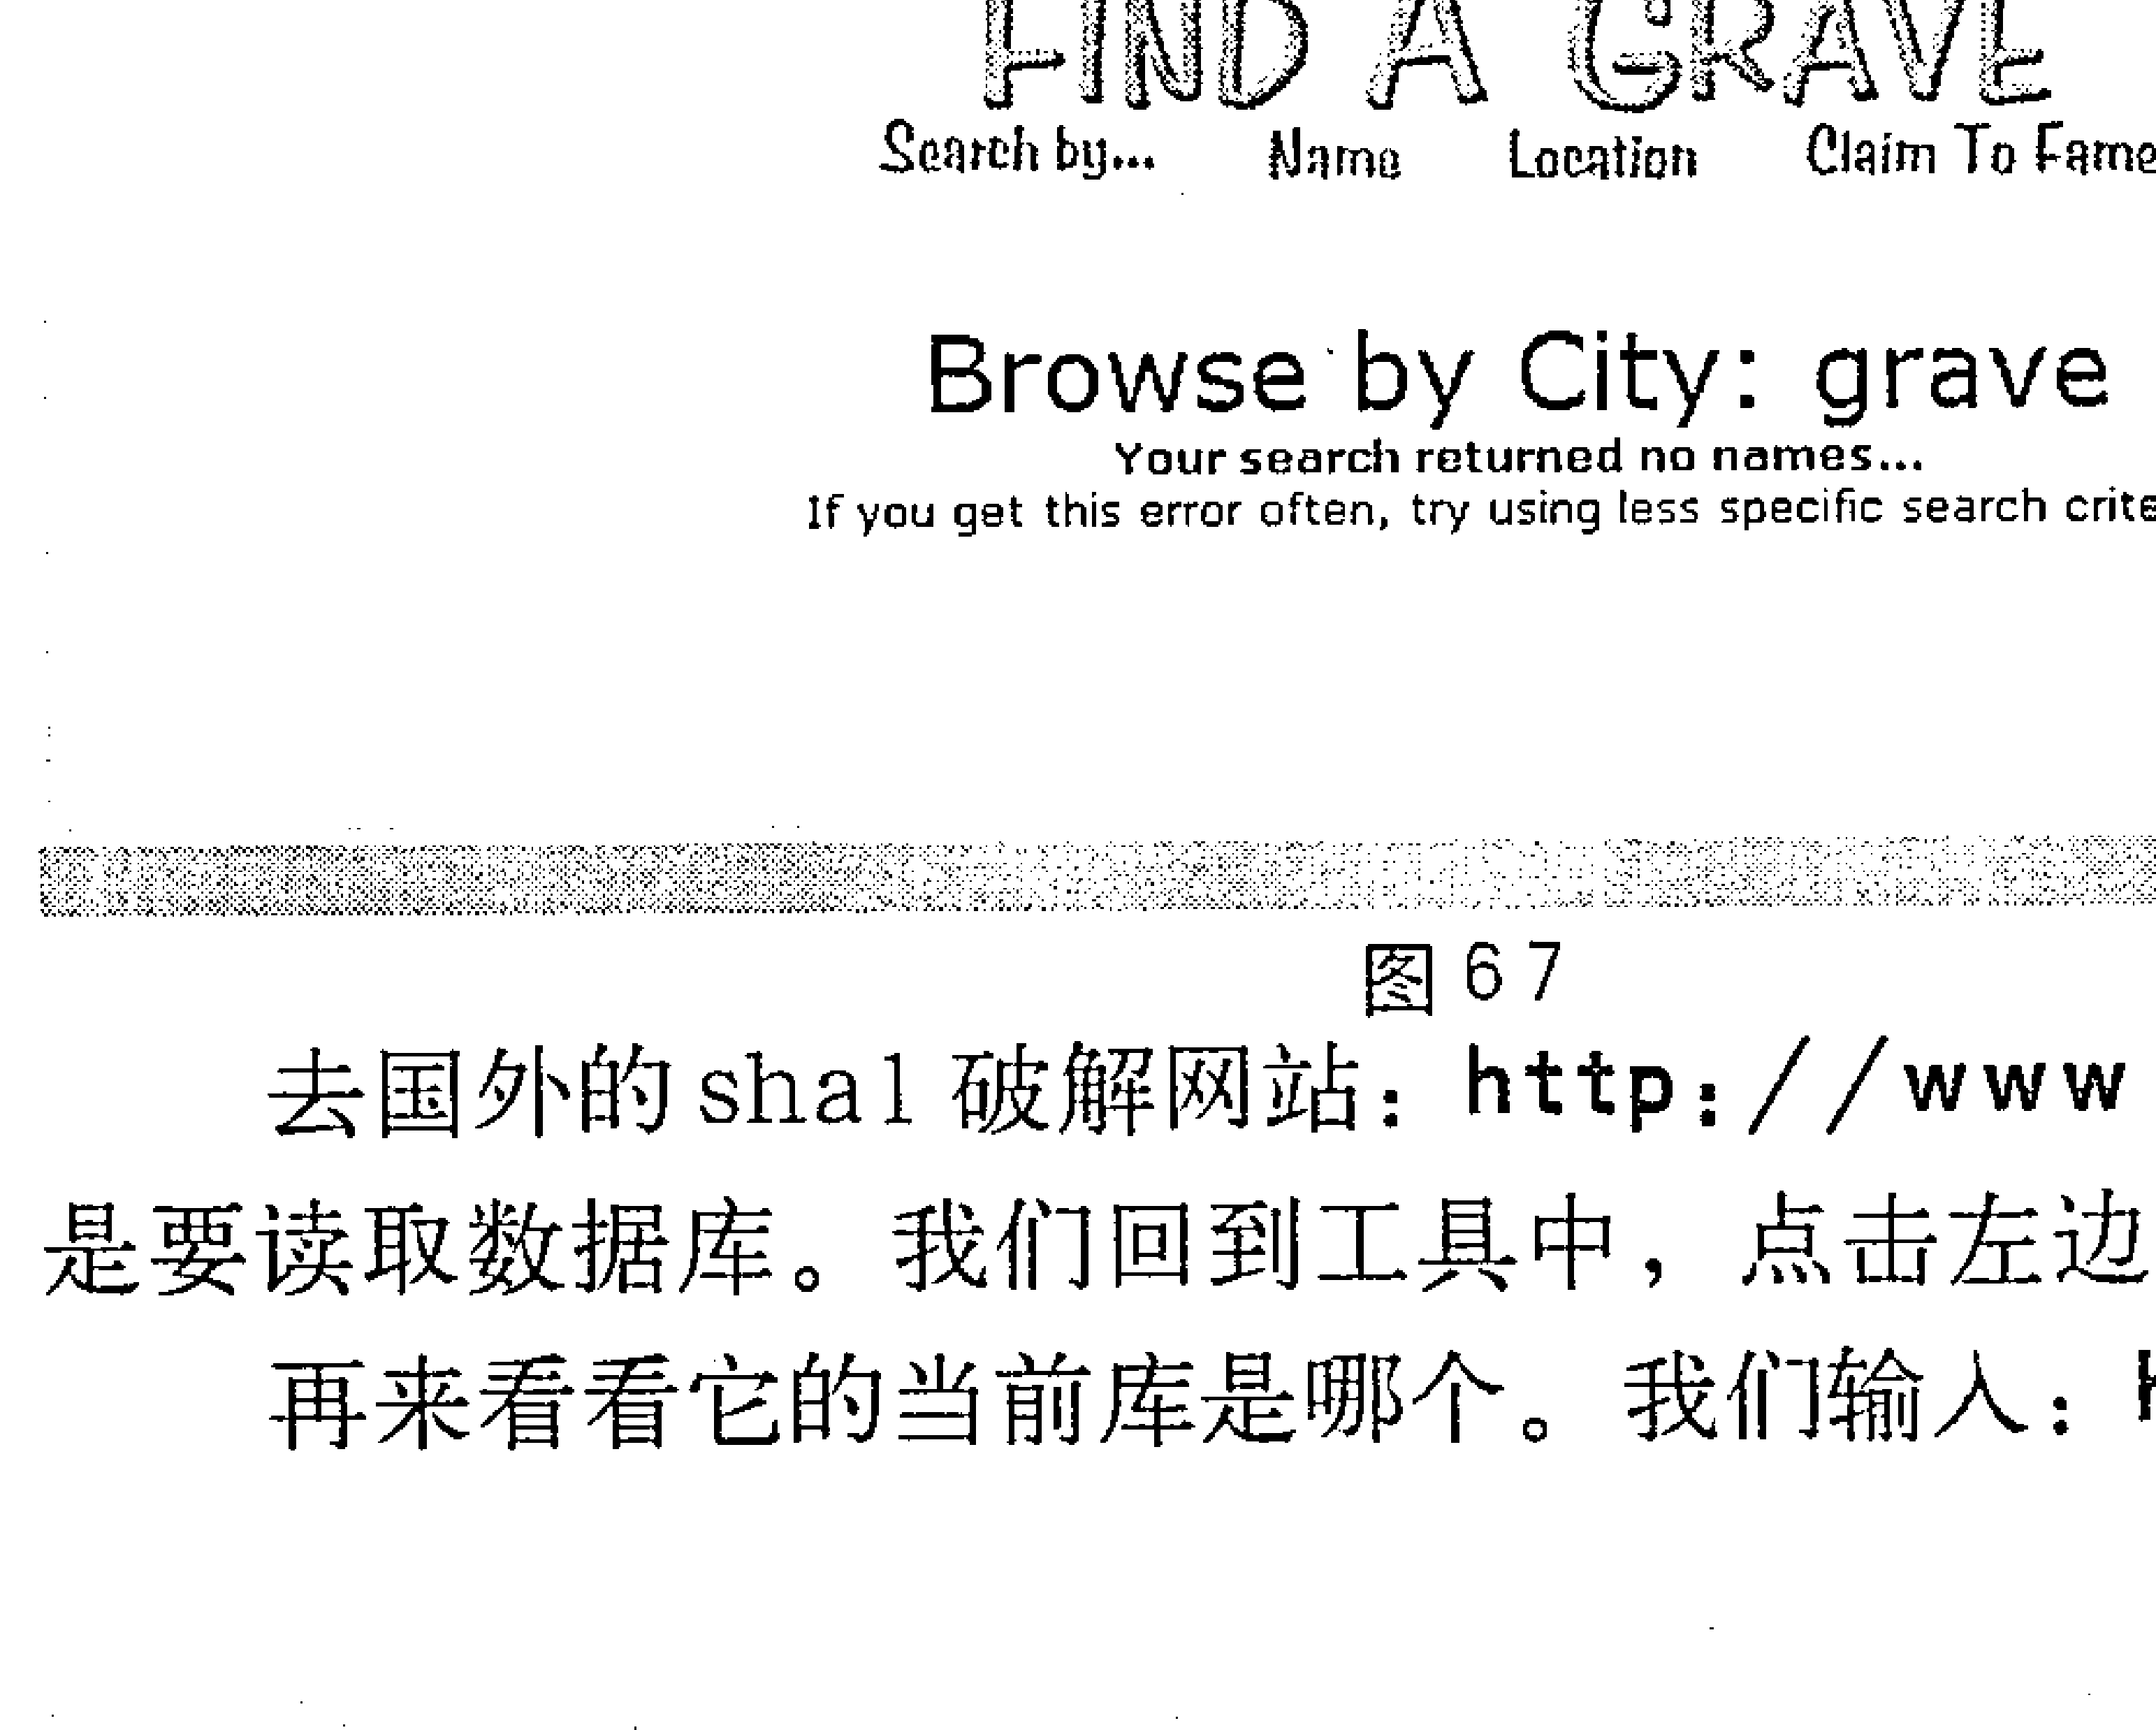 FIND A GRAVE
Search by... Name Location Claim To Fame
Browse by City: grave
Your search returned no names...
If you get this error often, try using less specific search crite
图67
去国外的sha1破解网站：http://www
是要读取数据库。我们回到工具中，点击左边
再来看看它的当前库是哪个。我们输入：